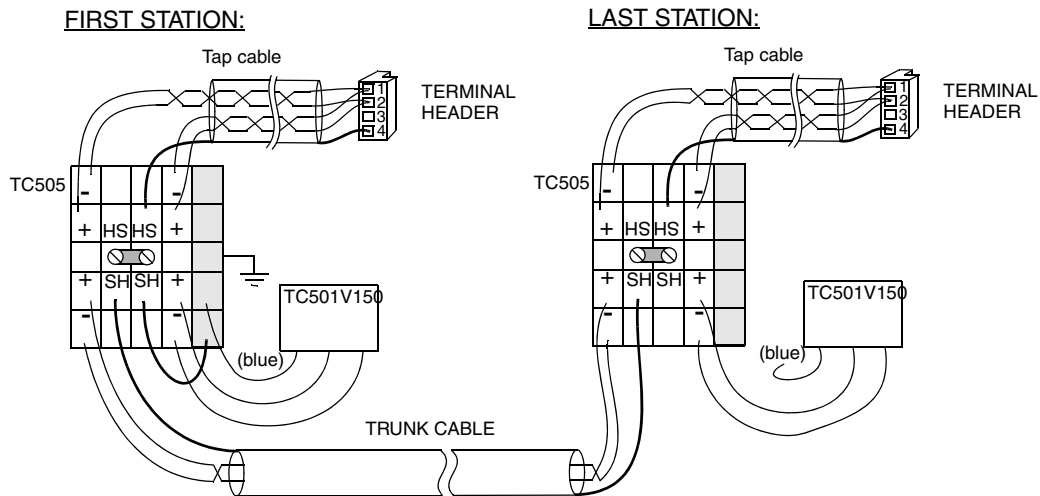 FIRST STATION:
Tap cable
1
2
3
4
TERMINAL
HEADER
TC505
- -
+ HS HS +
+ SH SH +
- -
TC501V150
(blue)
LAST STATION:
Tap cable
1
2
3
4
TERMINAL
HEADER
TC505
- -
+ HS HS +
+ SH SH +
- -
TC501V150
(blue)
TRUNK CABLE